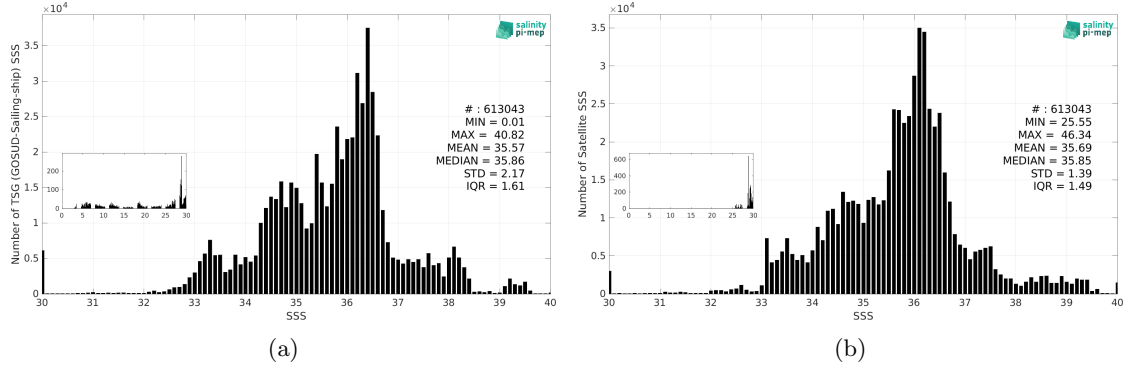 ×10⁴
salinity
pi-mep
Number of TSG (GOSUD-Sailing-ship) SSS
3.5
3
2.5
2
1.5
1
0.5
0
# : 613043
MIN = 0.01
MAX = 40.82
MEAN = 35.57
MEDIAN = 35.86
STD = 2.17
IQR = 1.61
200
100
0
0 5 10 15 20 25 30
30 31 32 33 34 35 36 37 38 39 40
SSS
(a)
×10⁴
salinity
pi-mep
Number of Satellite SSS
3.5
3
2.5
2
1.5
1
0.5
0
# : 613043
MIN = 25.55
MAX = 46.34
MEAN = 35.69
MEDIAN = 35.85
STD = 1.39
IQR = 1.49
600
400
200
0
0 5 10 15 20 25 30
30 31 32 33 34 35 36 37 38 39 40
SSS
(b)